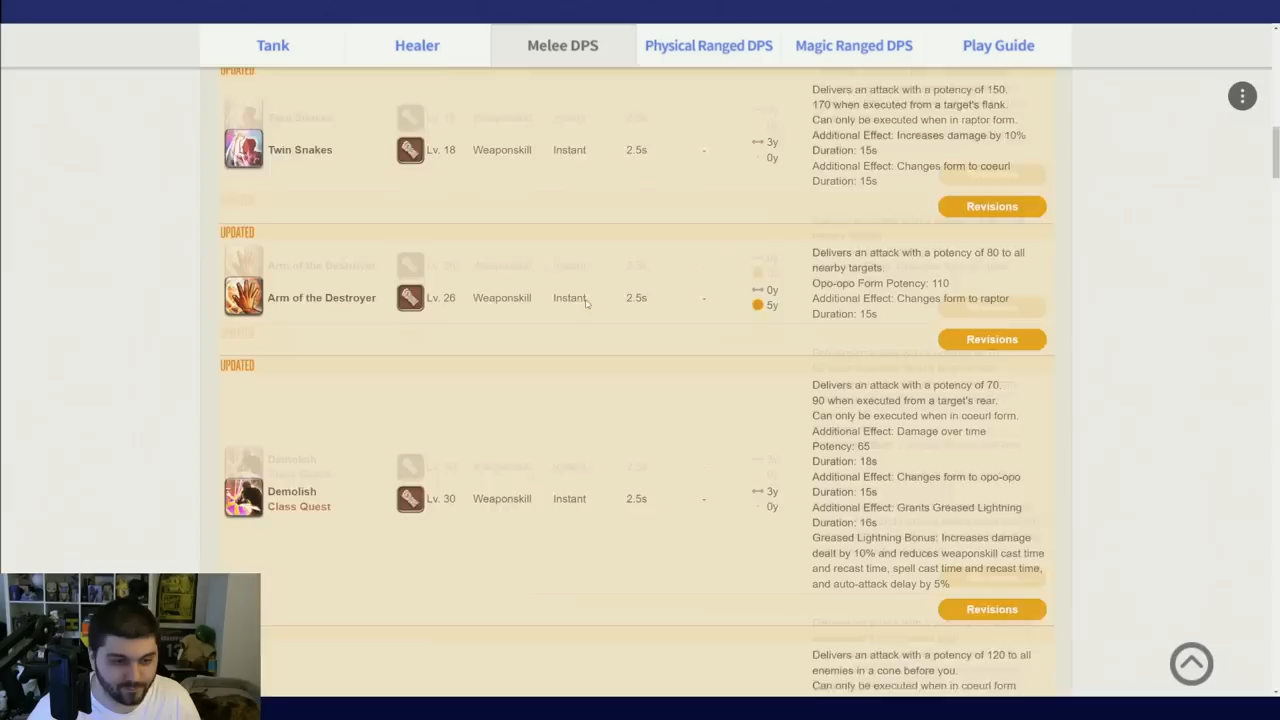 Tank
Healer
Melee DPS
Physical Ranged DPS
Magic Ranged DPS
Play Guide
UPDATED
Twin Snakes
Lv. 18
Weaponskill
Instant
2.5s
-
3y
0y
Delivers an attack with a potency of 150.
170 when executed from a target's flank.
Can only be executed when in raptor form.
Additional Effect: Increases damage by 10%
Duration: 15s
Additional Effect: Changes form to coeurl
Duration: 15s
Revisions
UPDATED
Arm of the Destroyer
Arm of the Destroyer
Lv. 26
Weaponskill
Instant
2.5s
-
0y
5y
Delivers an attack with a potency of 80 to all
nearby targets.
Opo-opo Form Potency: 110
Additional Effect: Changes form to raptor
Duration: 15s
Revisions
UPDATED
Demolish
Demolish
Class Quest
Lv. 30
Weaponskill
Instant
2.5s
-
3y
0y
Delivers an attack with a potency of 70.
90 when executed from a target's rear.
Can only be executed when in coeurl form.
Additional Effect: Damage over time
Potency: 65
Duration: 18s
Additional Effect: Changes form to opo-opo
Duration: 15s
Additional Effect: Grants Greased Lightning
Duration: 16s
Greased Lightning Bonus: Increases damage
dealt by 10% and reduces weaponskill cast time
and recast time, spell cast time and recast time,
and auto-attack delay by 5%
Revisions
Delivers an attack with a potency of 120 to all
enemies in a cone before you.
Can only be executed when in coeurl form